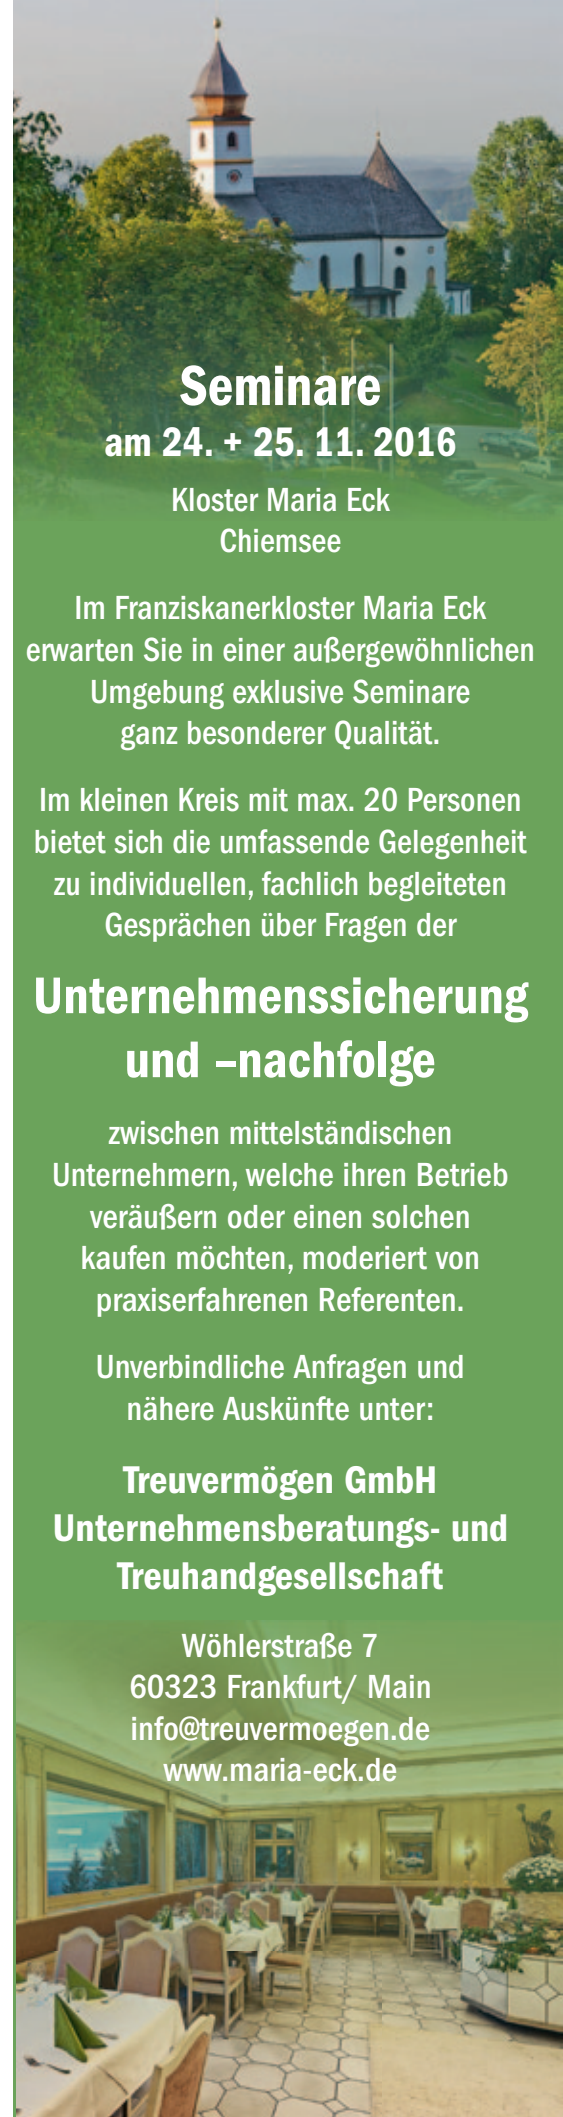 Seminare
am 24. + 25. 11. 2016
Kloster Maria Eck
Chiemsee
Im Franziskanerkloster Maria Eck
erwarten Sie in einer außergewöhnlichen
Umgebung exklusive Seminare
ganz besonderer Qualität.
Im kleinen Kreis mit max. 20 Personen
bietet sich die umfassende Gelegenheit
zu individuellen, fachlich begleiteten
Gesprächen über Fragen der
Unternehmenssicherung
und –nachfolge
zwischen mittelständischen
Unternehmern, welche ihren Betrieb
veräußern oder einen solchen
kaufen möchten, moderiert von
praxiserfahrenen Referenten.
Unverbindliche Anfragen und
nähere Auskünfte unter:
Treuvermögen GmbH
Unternehmensberatungs- und
Treuhandgesellschaft
Wöhlerstraße 7
60323 Frankfurt/ Main
info@treuvermoegen.de
www.maria-eck.de